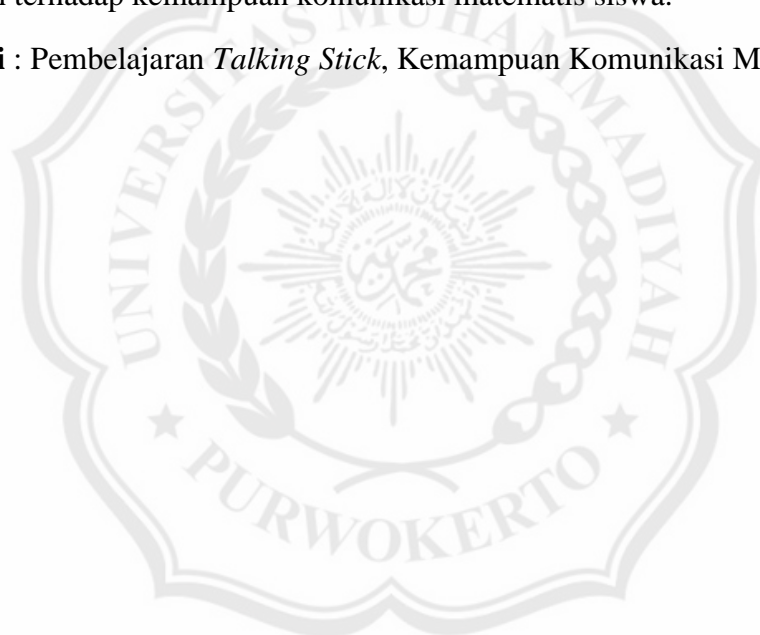 terhadap kemampuan komunikasi matematis siswa.
i : Pembelajaran Talking Stick, Kemampuan Komunikasi M
UNIVERSITAS MUHAMMADIYAH
PURWOKERTO